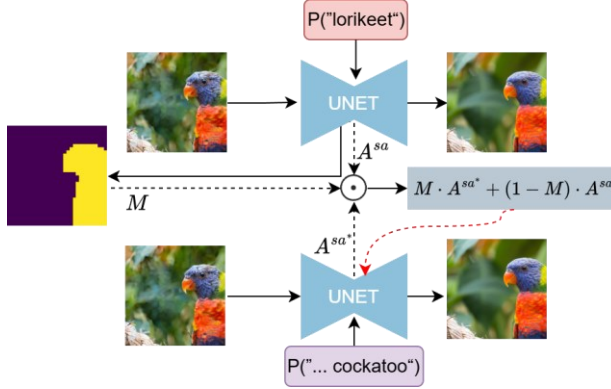 P("lorikeet“)
UNET
A^{sa}
M
M · A^{sa*} + (1 − M) · A^{sa}
A^{sa*}
UNET
P("... cockatoo“)